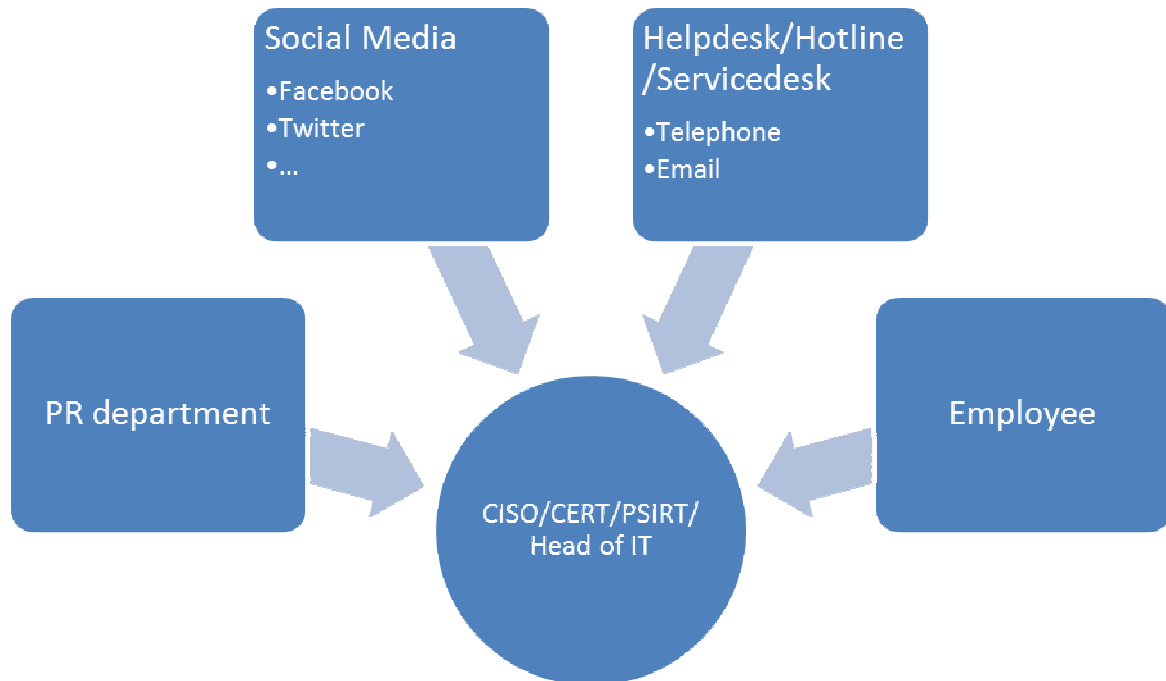 Social Media
•Facebook
•Twitter
•...
Helpdesk/Hotline
/Servicedesk
•Telephone
•Email
PR department
Employee
CISO/CERT/PSIRT/
Head of IT